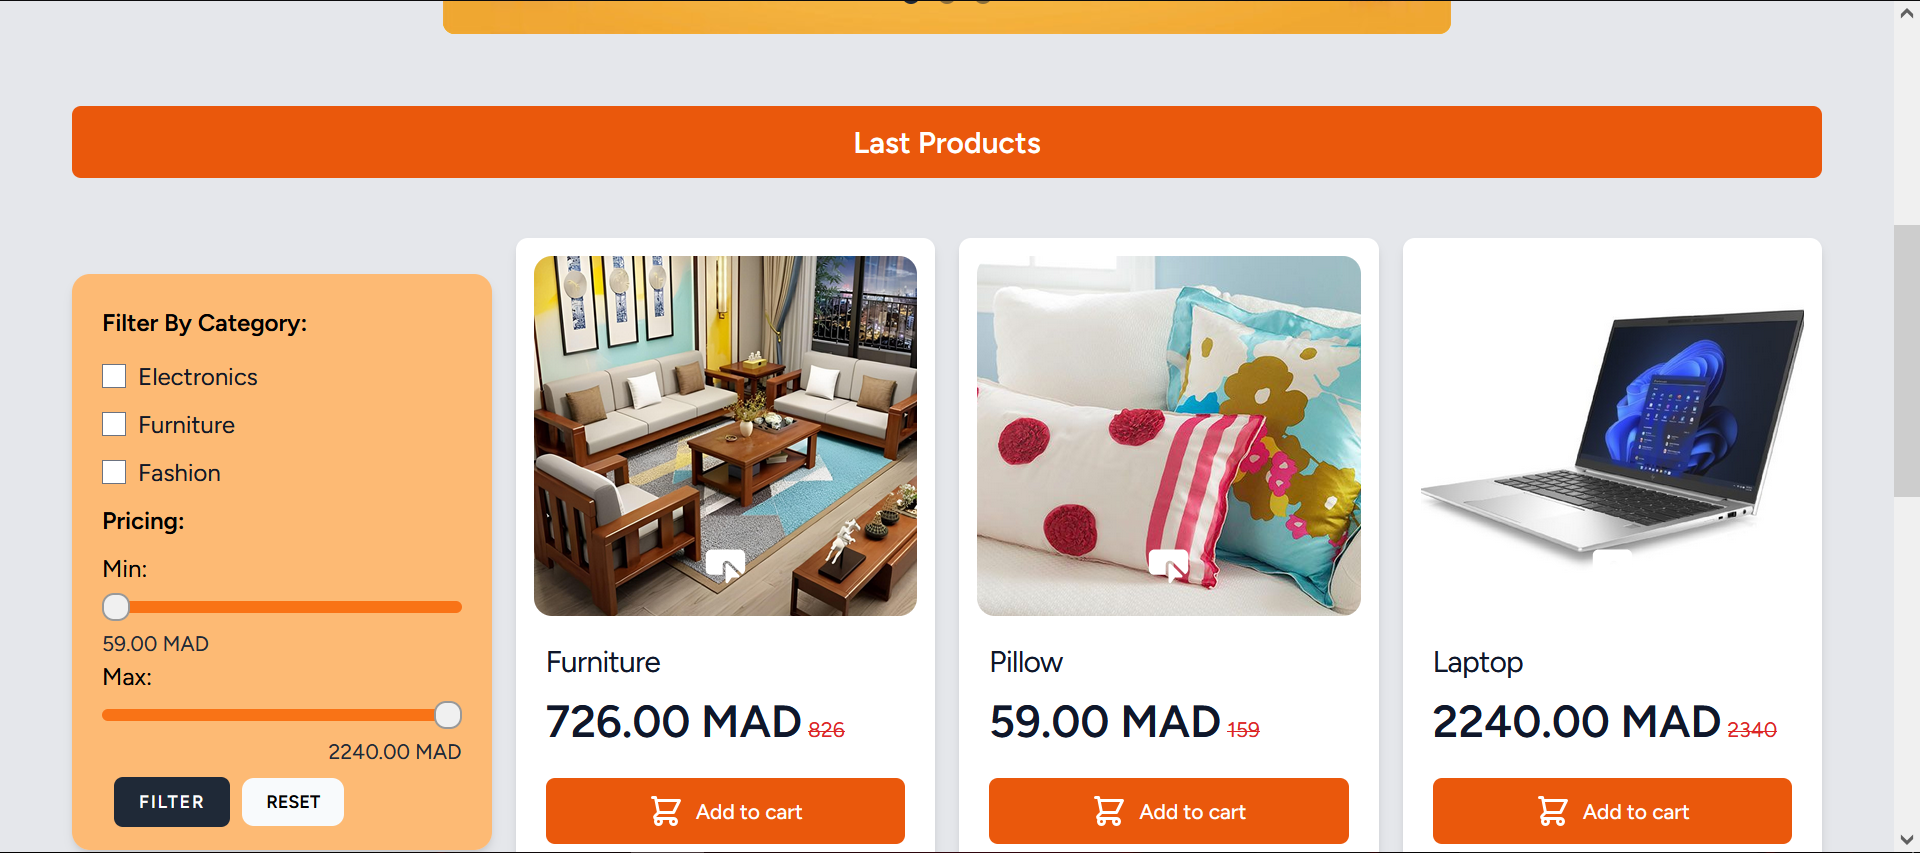 Last Products
Filter By Category:
Electronics
Furniture
Fashion
Pricing:
Min:
59.00 MAD
Max:
2240.00 MAD
FILTER RESET
Furniture
726.00 MAD 826
Add to cart
Pillow
59.00 MAD 159
Add to cart
Laptop
2240.00 MAD 2340
Add to cart